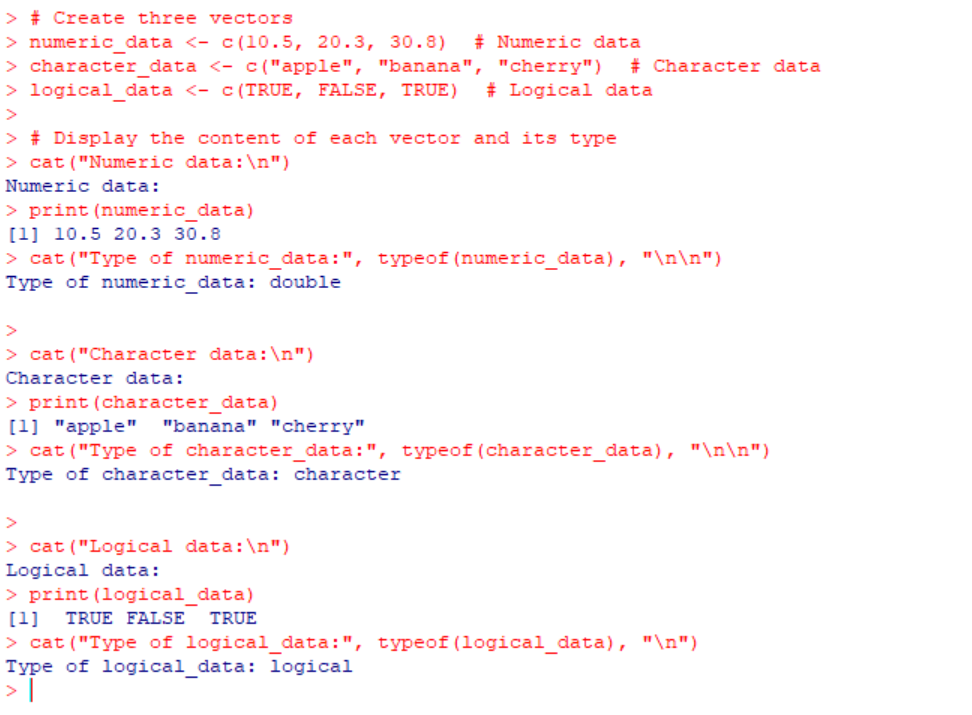 > # Create three vectors
> numeric_data <- c(10.5, 20.3, 30.8)  # Numeric data
> character_data <- c("apple", "banana", "cherry")  # Character data
> logical_data <- c(TRUE, FALSE, TRUE)  # Logical data
>
> # Display the content of each vector and its type
> cat("Numeric data:\n")
Numeric data:
> print(numeric_data)
[1] 10.5 20.3 30.8
> cat("Type of numeric_data:", typeof(numeric_data), "\n\n")
Type of numeric_data: double

>
> cat("Character data:\n")
Character data:
> print(character_data)
[1] "apple"  "banana" "cherry"
> cat("Type of character_data:", typeof(character_data), "\n\n")
Type of character_data: character

>
> cat("Logical data:\n")
Logical data:
> print(logical_data)
[1]  TRUE FALSE  TRUE
> cat("Type of logical_data:", typeof(logical_data), "\n")
Type of logical_data: logical
>